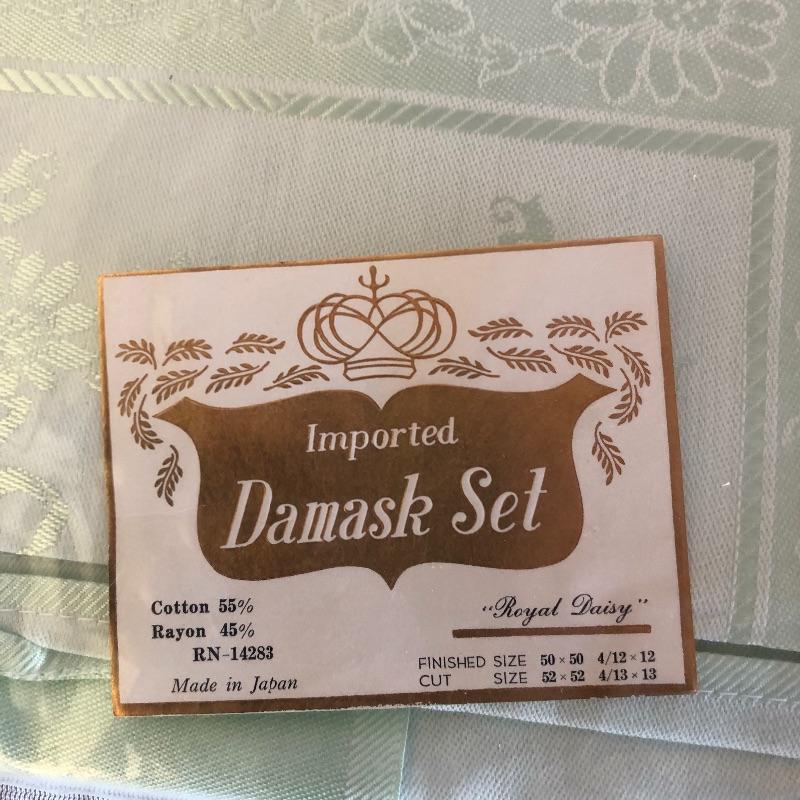 Imported
Damask Set
Cotton 55%
Rayon 45%
RN-14283
Made in Japan
"Royal Daisy"
FINISHED SIZE 50×50 4/12×12
CUT SIZE 52×52 4/13×13